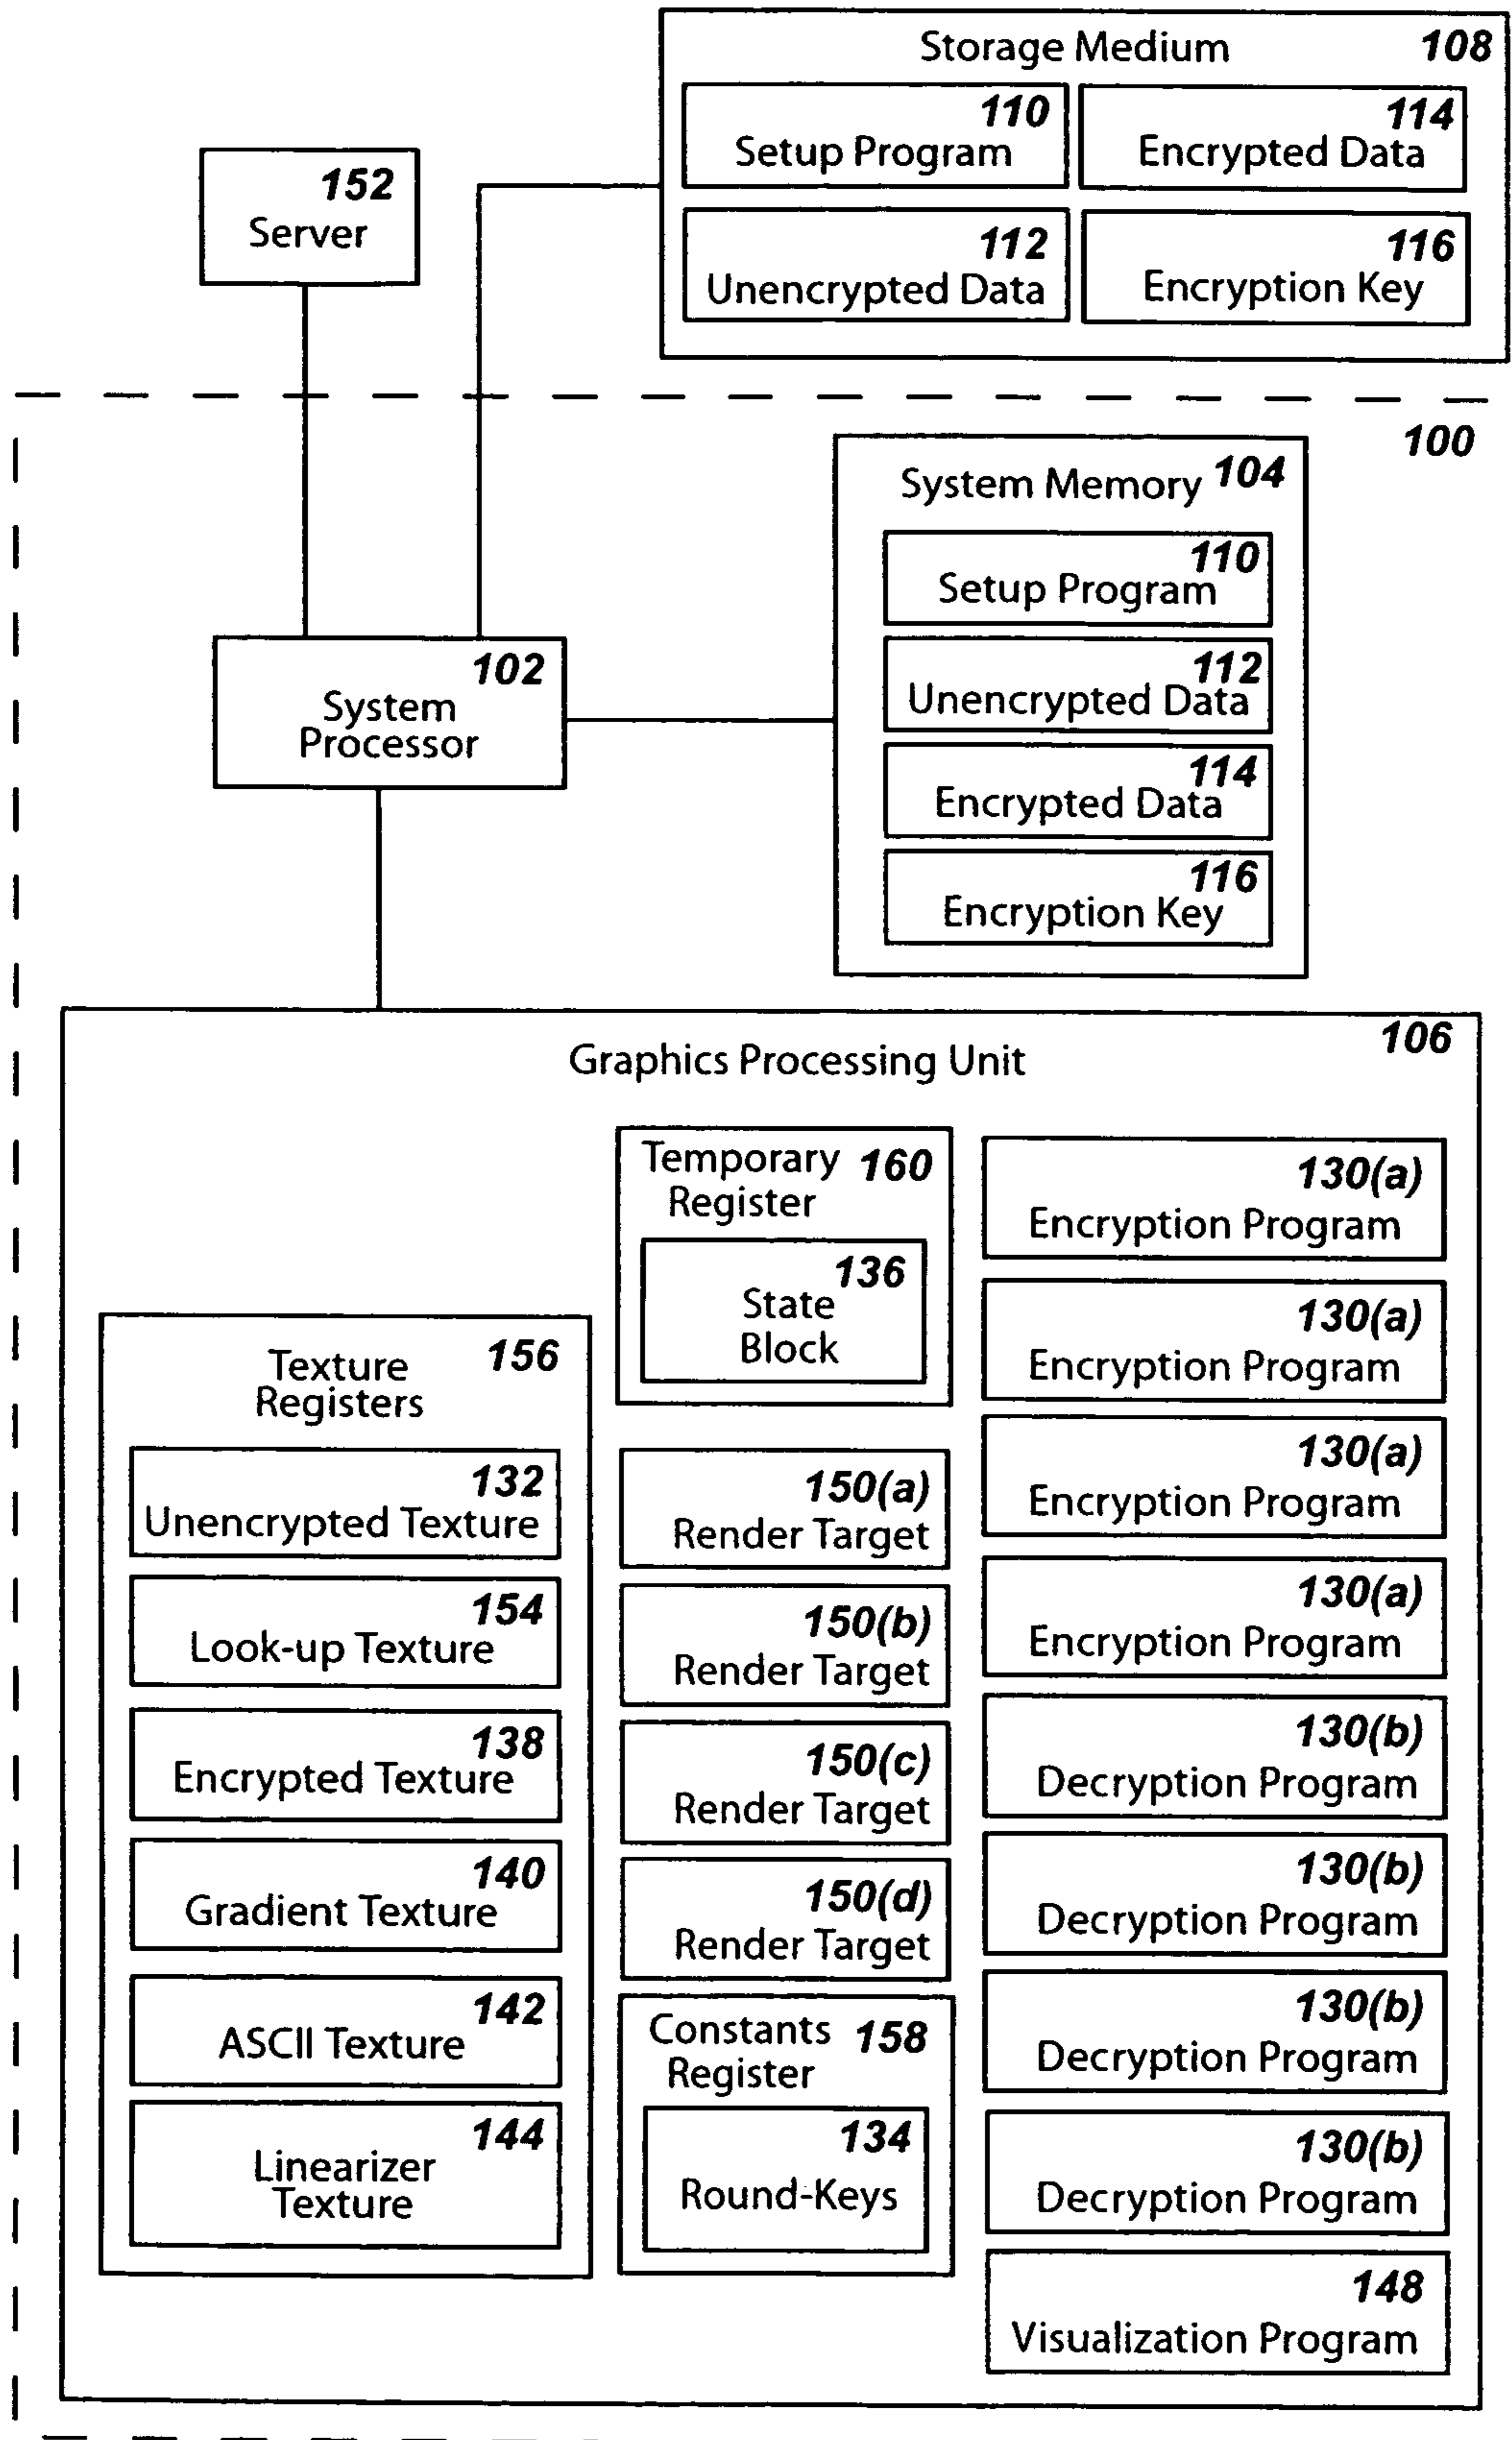 Storage Medium 108
110
Setup Program
114
Encrypted Data
112
Unencrypted Data
116
Encryption Key
152
Server
100
System Memory 104
110
Setup Program
112
Unencrypted Data
114
Encrypted Data
116
Encryption Key
102
System
Processor
106
Graphics Processing Unit
Texture 156
Registers
132
Unencrypted Texture
154
Look-up Texture
138
Encrypted Texture
140
Gradient Texture
142
ASCII Texture
144
Linearizer
Texture
Temporary 160
Register
136
State
Block
150(a)
Render Target
150(b)
Render Target
150(c)
Render Target
150(d)
Render Target
Constants 158
Register
134
Round-Keys
130(a)
Encryption Program
130(a)
Encryption Program
130(a)
Encryption Program
130(a)
Encryption Program
130(b)
Decryption Program
130(b)
Decryption Program
130(b)
Decryption Program
130(b)
Decryption Program
148
Visualization Program